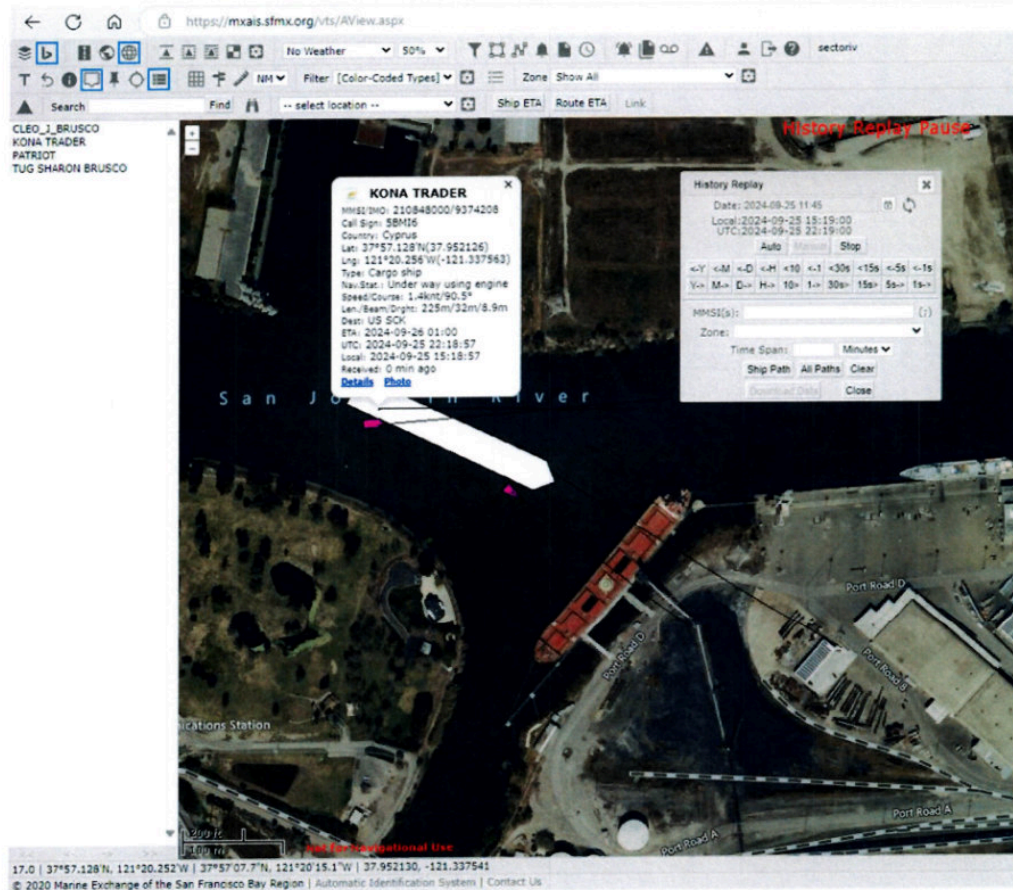 https://mxais.sfmx.org/vts/AView.aspx
No Weather 50% sectoriv
T NM Filter [Color-Coded Types] Zone Show All
Search Find -- select location -- Ship ETA Route ETA Link
CLEO_J_BRUSCO
KONA TRADER
PATRIOT
TUG SHARON BRUSCO
+
−
History Replay Pause
KONA TRADER
MMSI/IMO: 210848000/9374208
Call Sign: 5BMI6
Country: Cyprus
Lat: 37°57.128'N(37.952126)
Lng: 121°20.256'W(-121.337563)
Type: Cargo ship
Nav.Stat.: Under way using engine
Speed/Course: 1.4knt/90.5°
Len./Beam/Drght: 225m/32m/8.9m
Dest: US SCK
ETA: 2024-09-26 01:00
UTC: 2024-09-25 22:18:57
Local: 2024-09-25 15:18:57
Received: 0 min ago
Details Photo
History Replay
Date: 2024-09-25 11:45
Local:2024-09-25 15:19:00
UTC:2024-09-25 22:19:00
Auto Manual Stop
<-Y <-M <-D <-H <10 <-1 <30s <15s <-5s <-1s
Y-> M-> D-> H-> 10> 1-> 30s> 15s> 5s-> 1s->
MMSI(s): (;)
Zone:
Time Span: Minutes
Ship Path All Paths Clear
Download Data Close
San Jo in River
Port Road D
Port Road D
Port Road B
ications Station
Port Road A
Port Road A
200 ft
100 m
not for navigational Use
17.0 | 37°57.128'N, 121°20.252'W | 37°57'07.7"N, 121°20'15.1"W | 37.952130, -121.337541
© 2020 Marine Exchange of the San Francisco Bay Region | Automatic Identification System | Contact Us